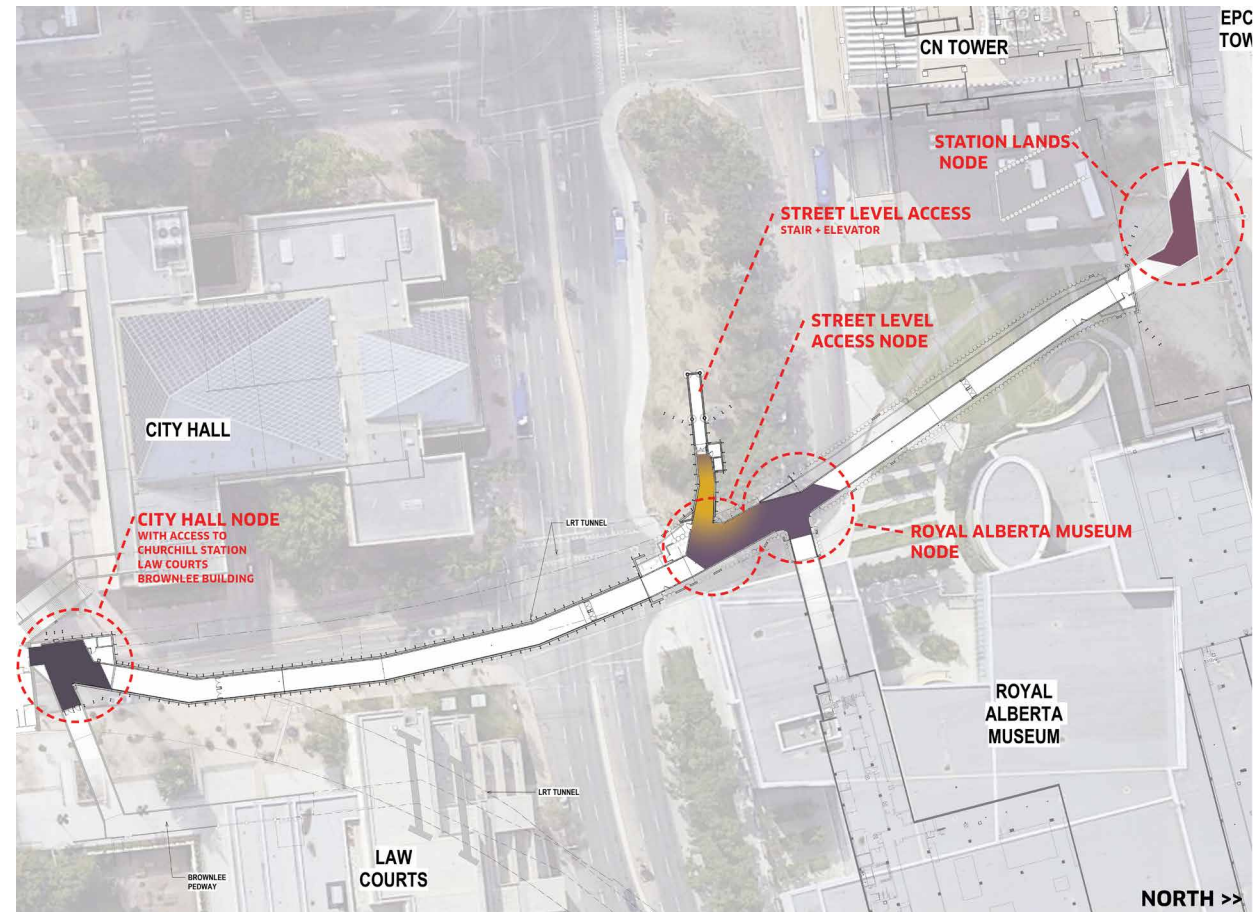 EPC
TOW
CN TOWER
STATION LANDS
NODE
STREET LEVEL ACCESS
STAIR + ELEVATOR
STREET LEVEL
ACCESS NODE
CITY HALL
CITY HALL NODE
WITH ACCESS TO
CHURCHILL STATION
LAW COURTS
BROWNLEE BUILDING
LRT TUNNEL
ROYAL ALBERTA MUSEUM
NODE
ROYAL
ALBERTA
MUSEUM
LRT TUNNEL
LAW
COURTS
BROWNLEE
PEDWAY
NORTH >>